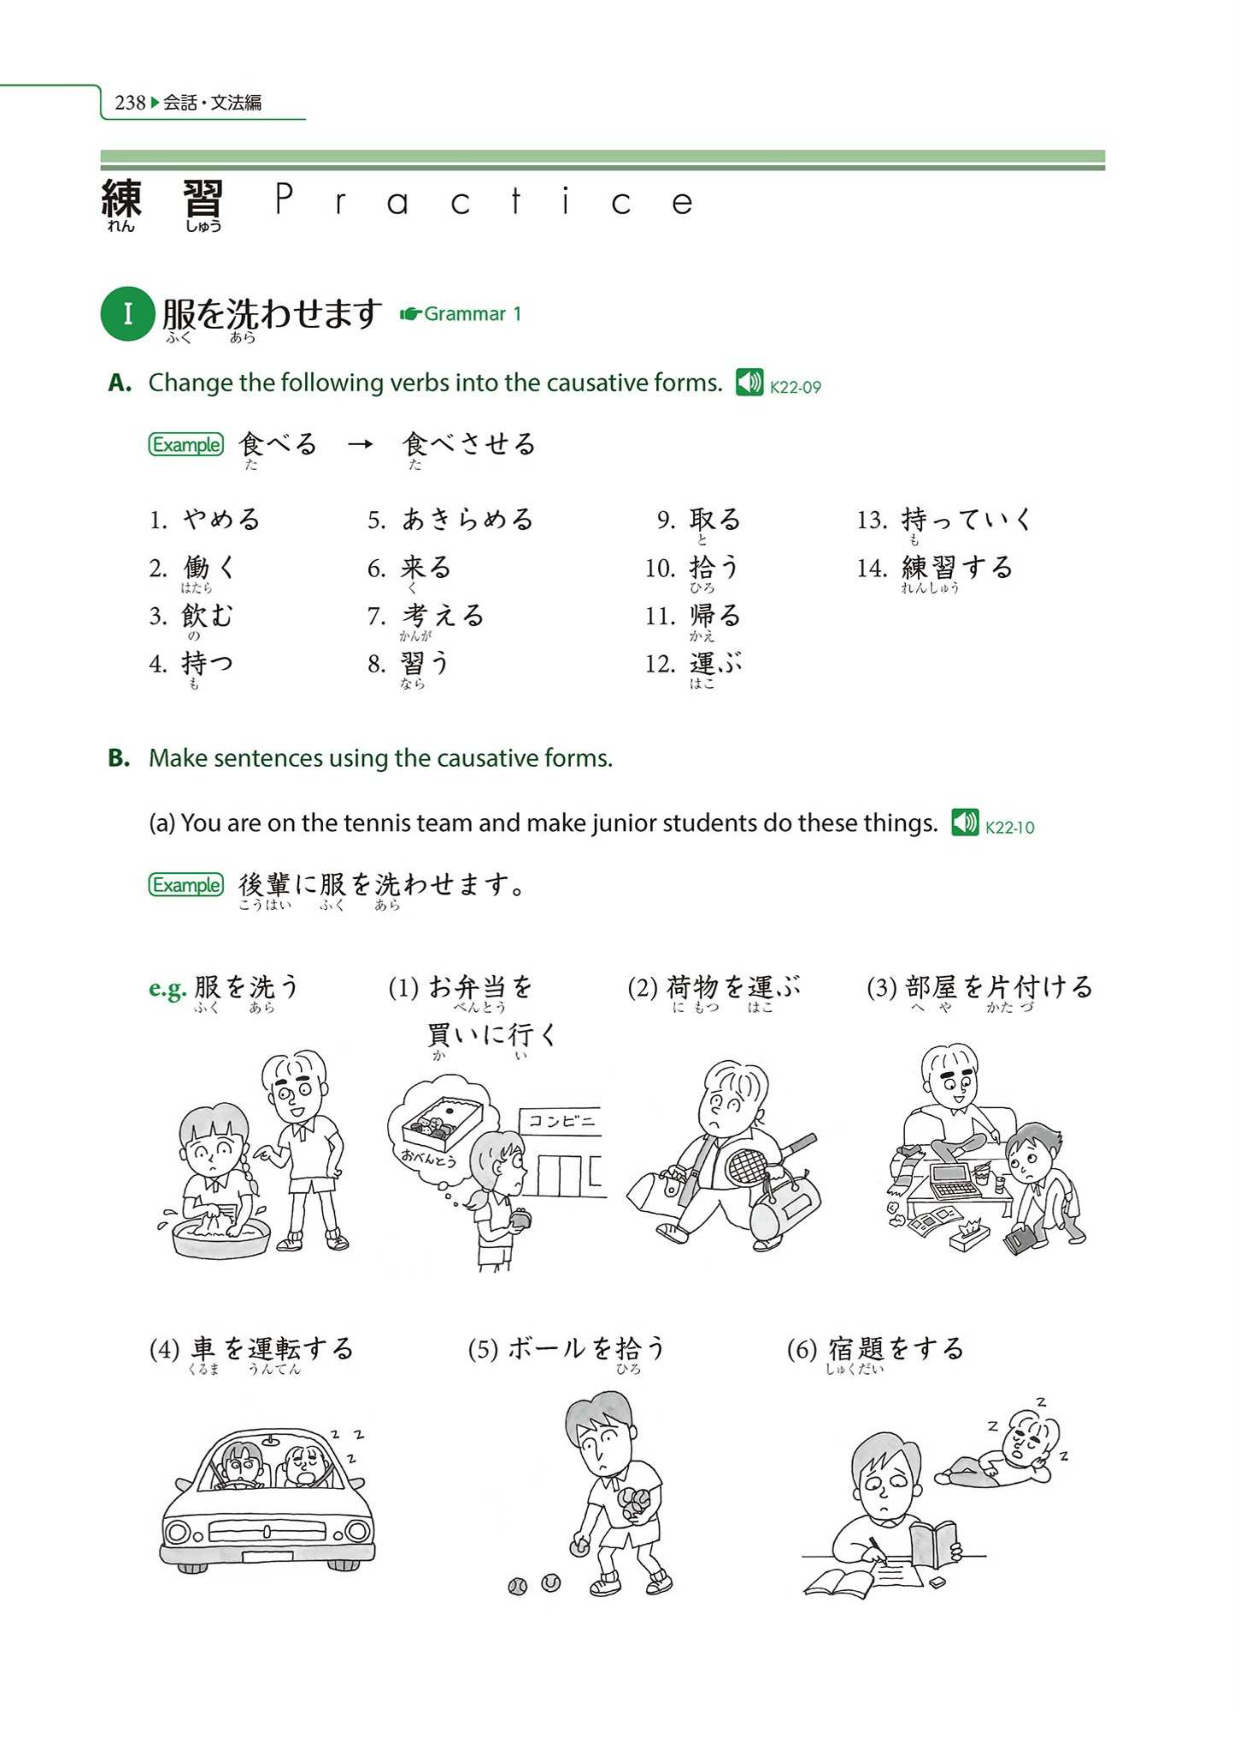 238▶会話・文法編
練習 Practice
れん しゅう
I 服を洗わせます ☛Grammar 1
ふく あら
A. Change the following verbs into the causative forms. K22-09
Example 食べる → 食べさせる
た た
1. やめる 5. あきらめる 9. 取る 13. 持っていく
と も
2. 働く 6. 来る 10. 拾う 14. 練習する
はたら く ひろ れんしゅう
3. 飲む 7. 考える 11. 帰る
の かんが かえ
4. 持つ 8. 習う 12. 運ぶ
も なら はこ
B. Make sentences using the causative forms.
(a) You are on the tennis team and make junior students do these things. K22-10
Example 後輩に服を洗わせます。
こうはい ふく あら
e.g. 服を洗う (1) お弁当を (2) 荷物を運ぶ (3) 部屋を片付ける
ふく あら べんとう に もつ はこ へ や かた づ
買いに行く
か い
コンビニ
おべんとう
(4) 車を運転する (5) ボールを拾う (6) 宿題をする
くるま うんてん ひろ しゅくだい
z z z
z z z